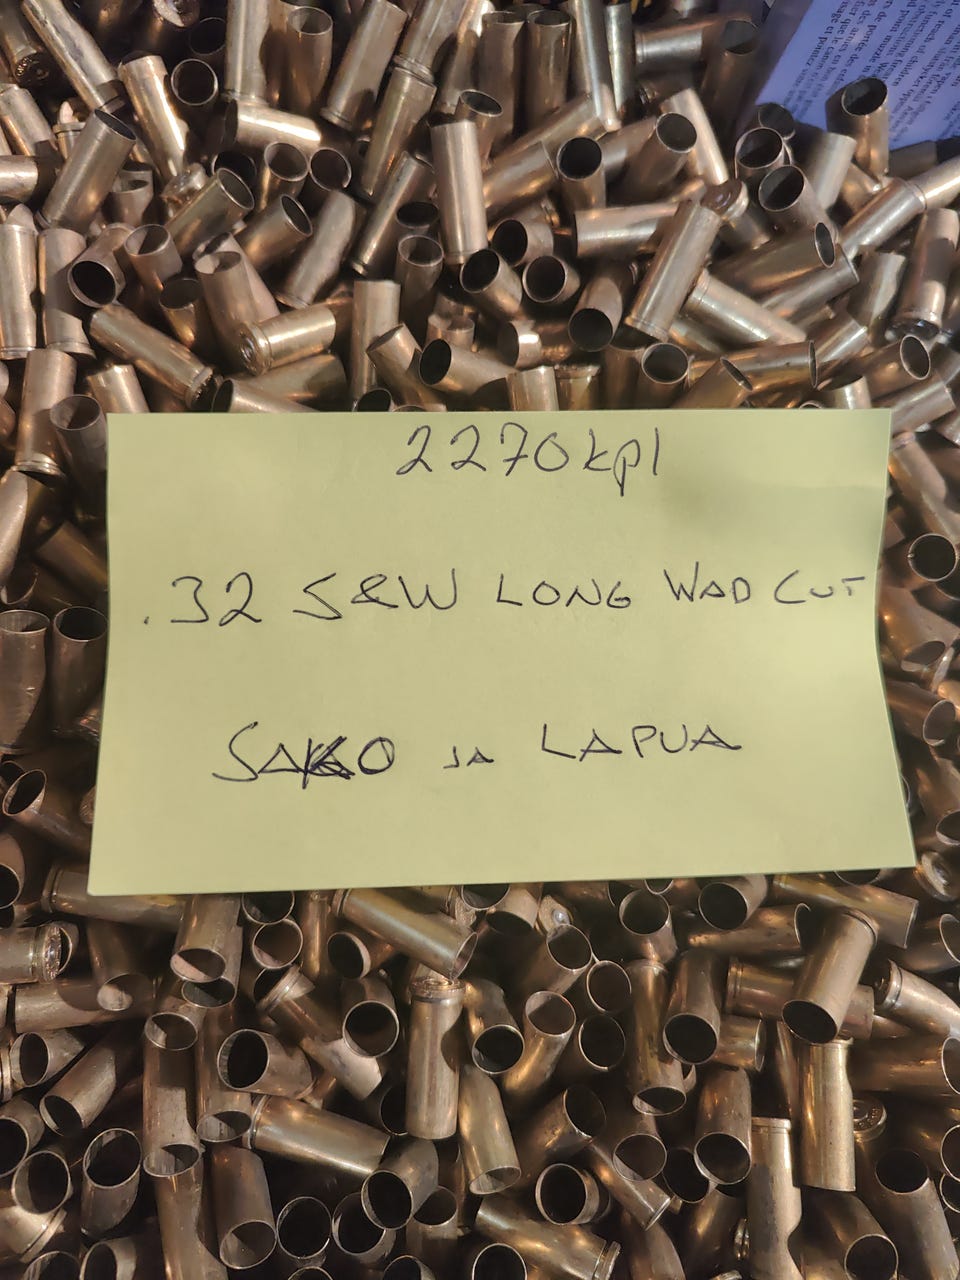 2270kpl
.32 S&W LONG WAD CUT
SAKO JA LAPUA